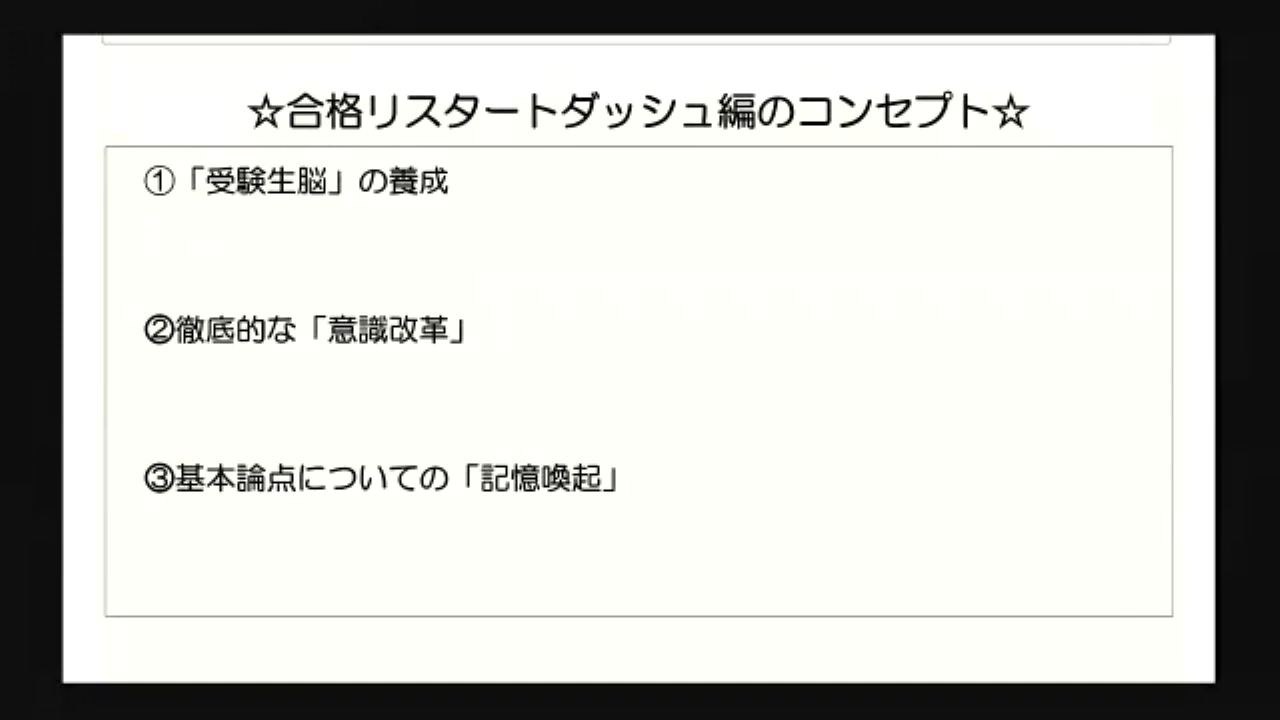 ☆合格リスタートダッシュ編のコンセプト☆
①「受験生脳」の養成
②徹底的な「意識改革」
③基本論点についての「記憶喚起」